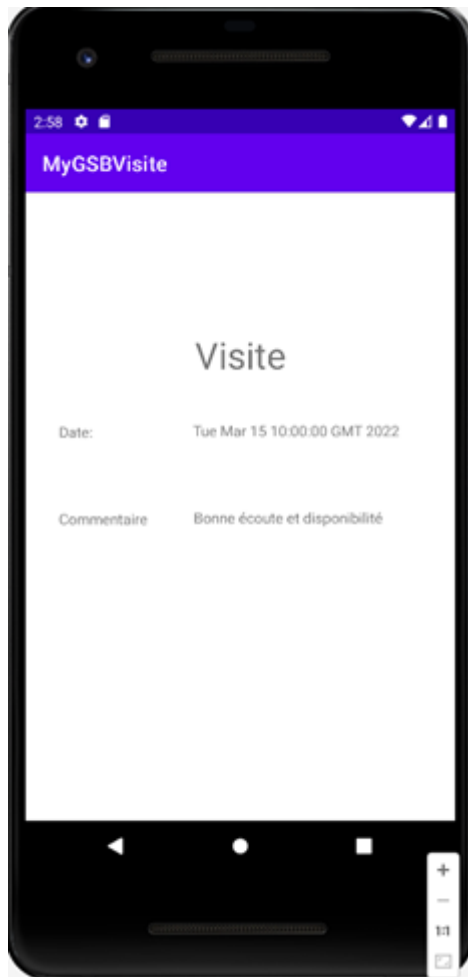 2:58
MyGSBVisite
Visite
Date: Tue Mar 15 10:00:00 GMT 2022
Commentaire Bonne écoute et disponibilité
1:1